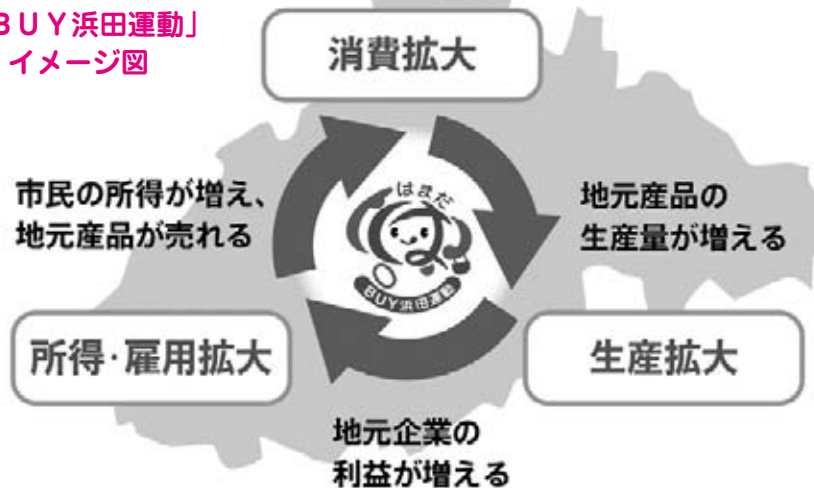 BUY浜田運動」
イメージ図
消費拡大
市民の所得が増え、
地元産品が売れる
地元産品の
生産量が増える
はまだ
BUY浜田運動
所得・雇用拡大
生産拡大
地元企業の
利益が増える